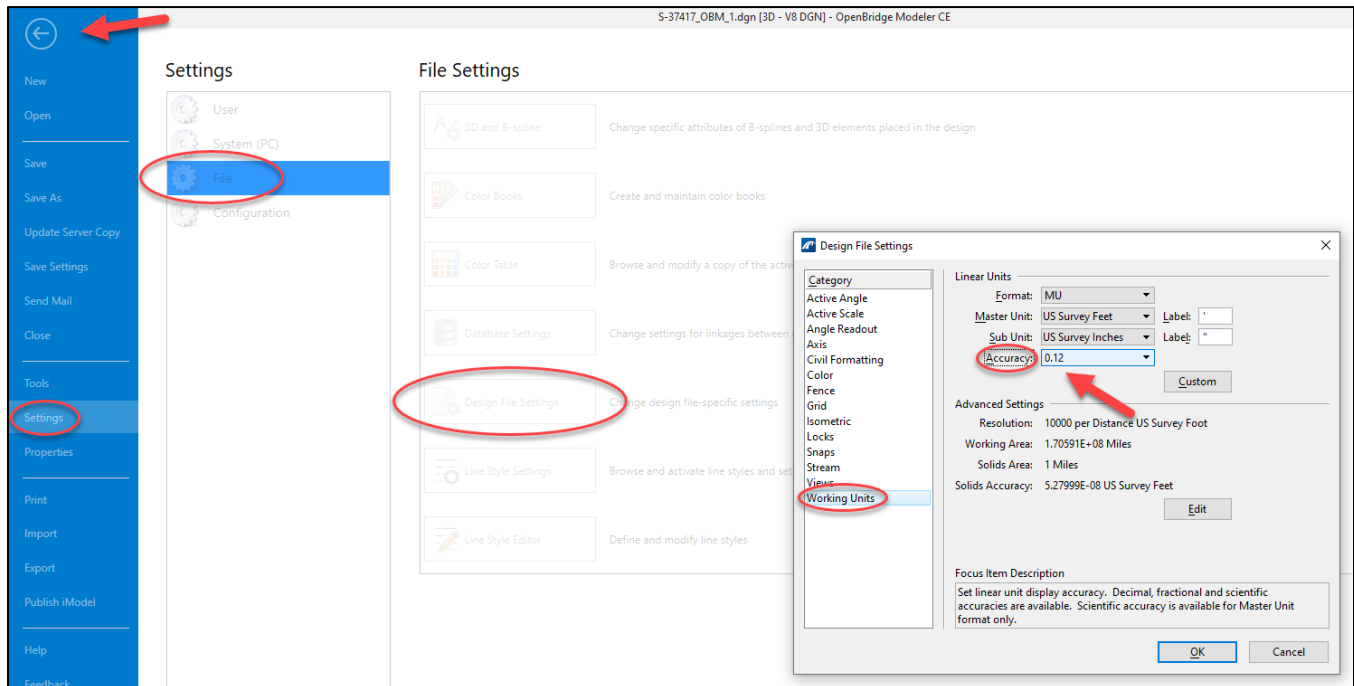 S-37417_OBM_1.dgn [3D - V8 DGN] - OpenBridge Modeler CE
New
Open
Save
Save As
Update Server Copy
Save Settings
Send Mail
Close
Tools
Settings
Properties
Print
Import
Export
Publish iModel
Help
Feedback
Settings
User
System (PC)
File
Configuration
File Settings
3D and B-spline
Change specific attributes of B-splines and 3D elements placed in the design
Color Books
Create and maintain color books
Color Table
Browse and modify a copy of the active
Database Settings
Change settings for linkages between
Design File Settings
Change design file-specific settings
Line Style Settings
Browse and activate line styles and set
Line Style Editor
Define and modify line styles
Design File Settings
Category
Active Angle
Active Scale
Angle Readout
Axis
Civil Formatting
Color
Fence
Grid
Isometric
Locks
Snaps
Stream
Views
Working Units
Linear Units
Format: MU
Master Unit: US Survey Feet Label: '
Sub Unit: US Survey Inches Label: "
Accuracy: 0.12
Custom
Advanced Settings
Resolution: 10000 per Distance US Survey Foot
Working Area: 1.70591E+08 Miles
Solids Area: 1 Miles
Solids Accuracy: 5.27999E-08 US Survey Feet
Edit
Focus Item Description
Set linear unit display accuracy. Decimal, fractional and scientific
accuracies are available. Scientific accuracy is available for Master Unit
format only.
OK Cancel